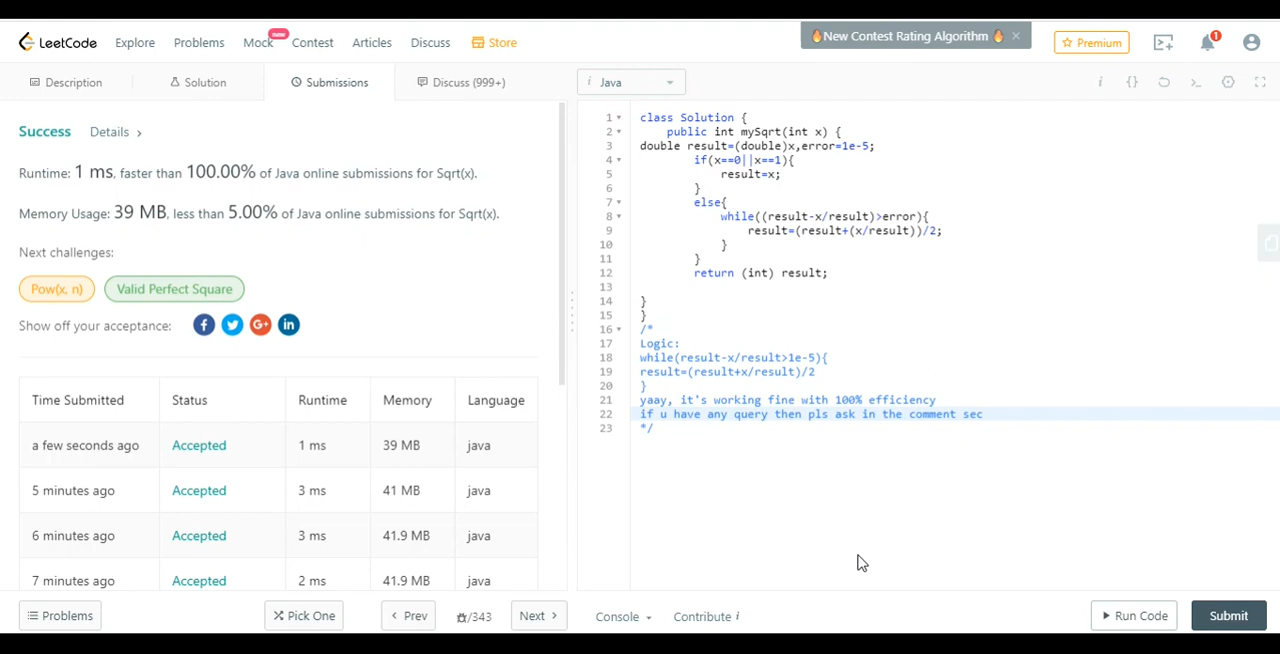 LeetCode Explore Problems Mock new Contest Articles Discuss Store 🔥New Contest Rating Algorithm 🔥 × Premium 1
Description Solution Submissions Discuss (999+) i Java i {}
Success Details >
Runtime: 1 ms, faster than 100.00% of Java online submissions for Sqrt(x).
Memory Usage: 39 MB, less than 5.00% of Java online submissions for Sqrt(x).
Next challenges:
Pow(x, n) Valid Perfect Square
Show off your acceptance:
Time Submitted Status Runtime Memory Language
a few seconds ago Accepted 1 ms 39 MB java
5 minutes ago Accepted 3 ms 41 MB java
6 minutes ago Accepted 3 ms 41.9 MB java
7 minutes ago Accepted 2 ms 41.9 MB java
1 class Solution {
2 public int mySqrt(int x) {
3 double result=(double)x,error=1e-5;
4 if(x==0||x==1){
5 result=x;
6 }
7 else{
8 while((result-x/result)>error){
9 result=(result+(x/result))/2;
10 }
11 }
12 return (int) result;
13
14 }
15 }
16 /*
17 Logic:
18 while(result-x/result>1e-5){
19 result=(result+x/result)/2
20 }
21 yaay, it's working fine with 100% efficiency
22 if u have any query then pls ask in the comment sec
23 */
Problems Pick One < Prev /343 Next > Console Contribute i Run Code Submit